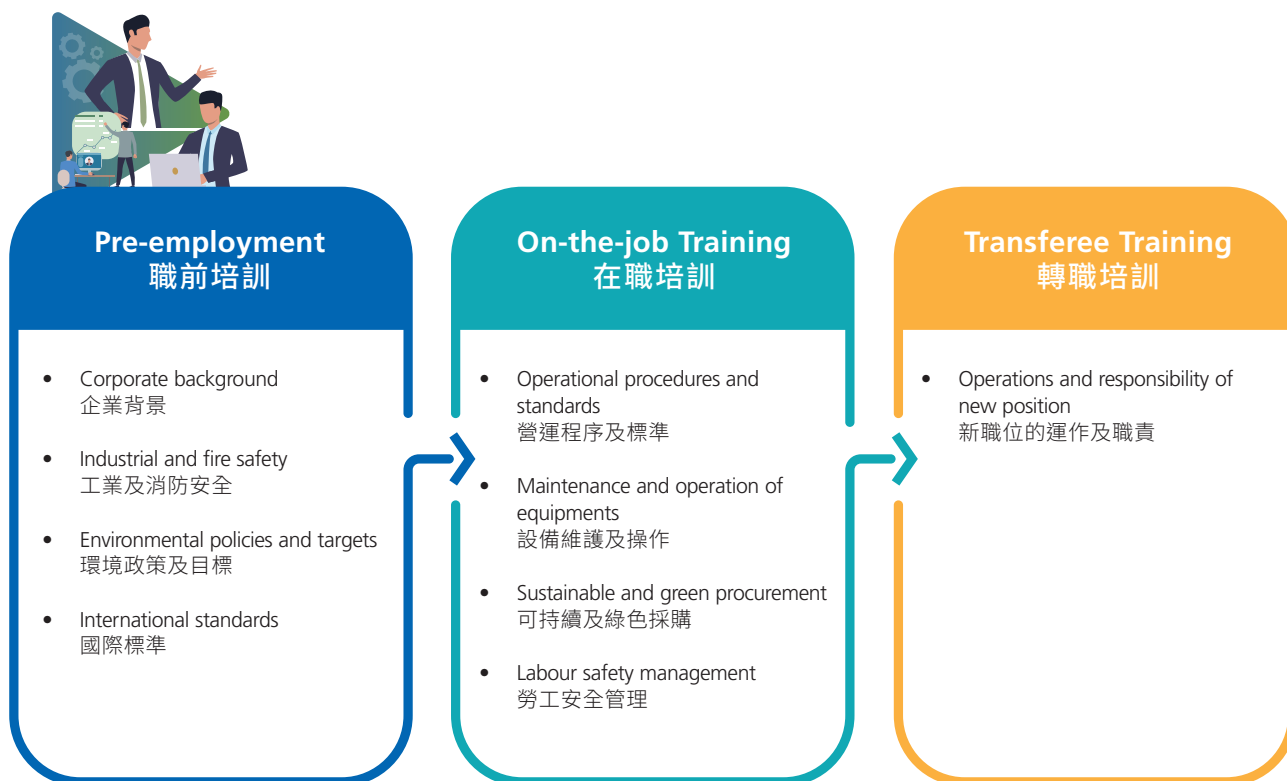 Pre-employment
職前培訓
• Corporate background
企業背景
• Industrial and fire safety
工業及消防安全
• Environmental policies and targets
環境政策及目標
• International standards
國際標準
On-the-job Training
在職培訓
• Operational procedures and
standards
營運程序及標準
• Maintenance and operation of
equipments
設備維護及操作
• Sustainable and green procurement
可持續及綠色採購
• Labour safety management
勞工安全管理
Transferee Training
轉職培訓
• Operations and responsibility of
new position
新職位的運作及職責